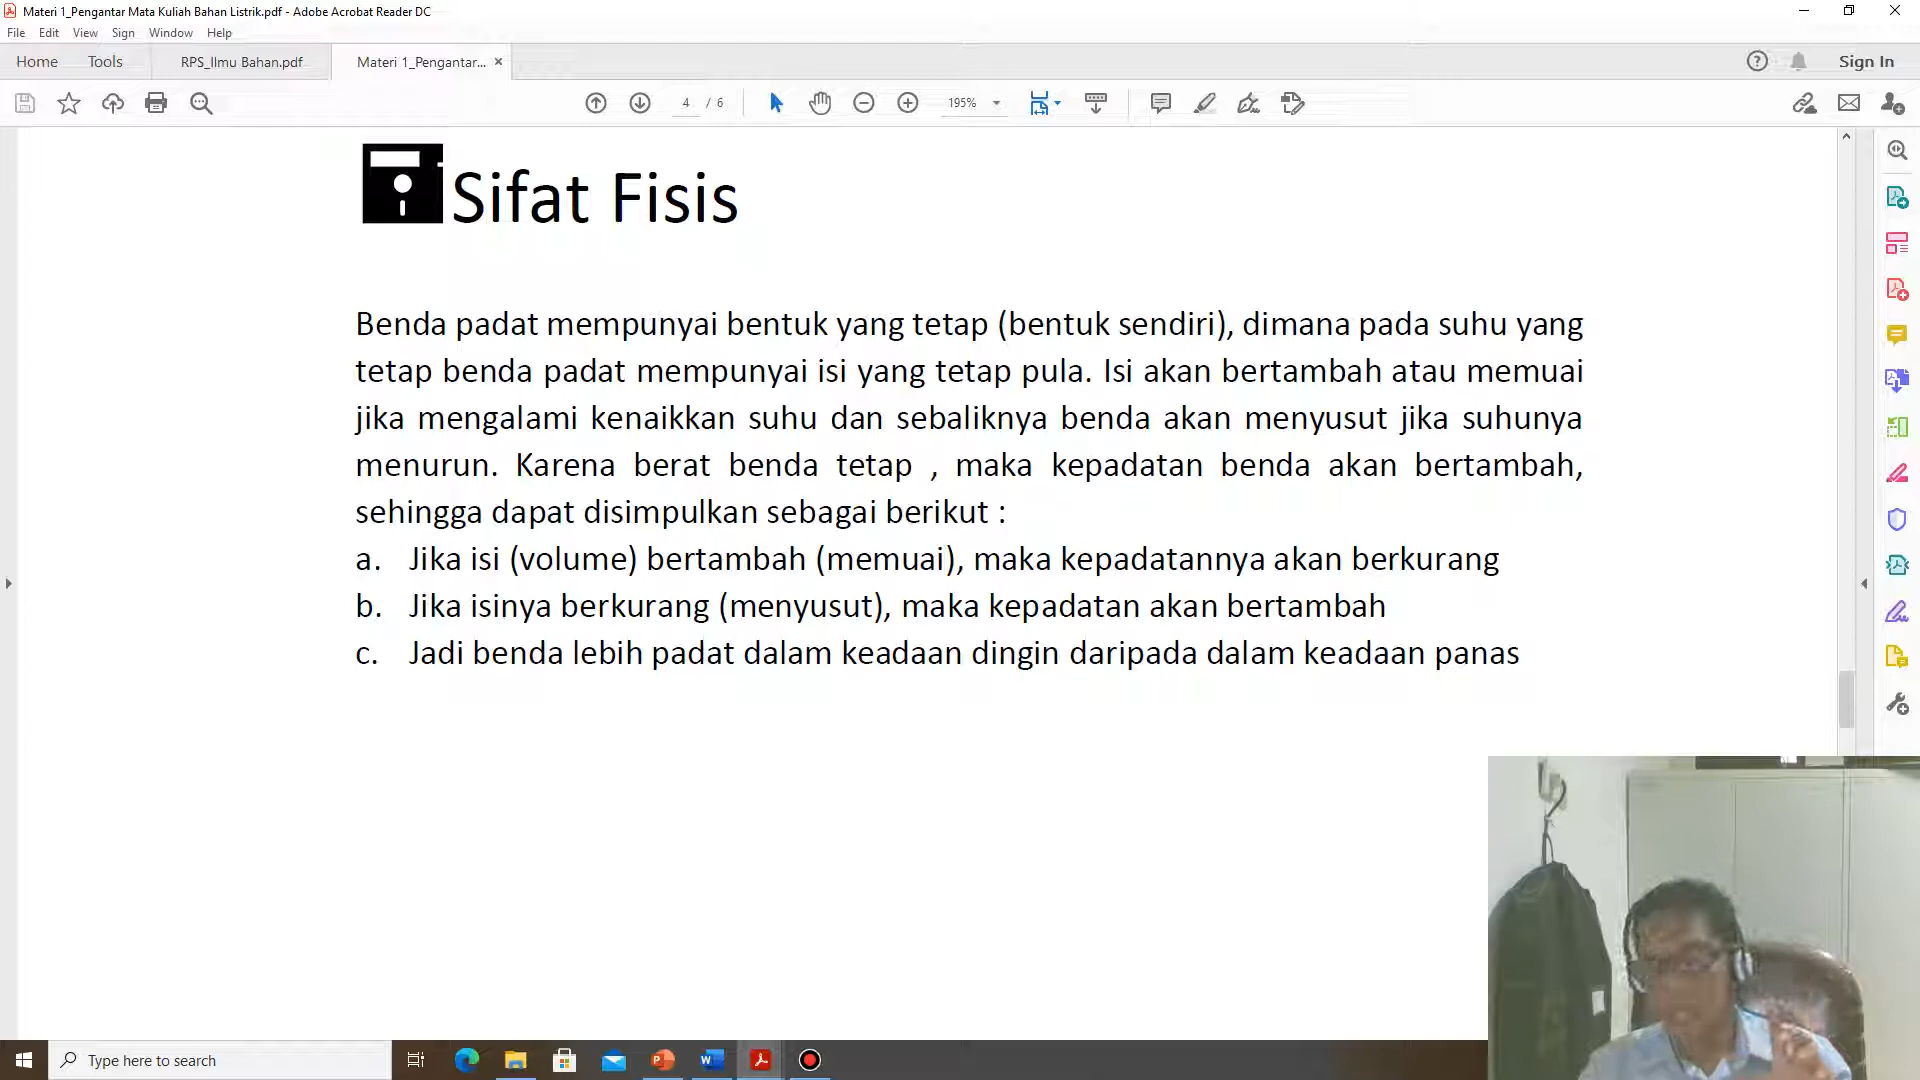 Materi 1_Pengantar Mata Kuliah Bahan Listrik.pdf - Adobe Acrobat Reader DC
File Edit View Sign Window Help
Home Tools RPS_Ilmu Bahan.pdf Materi 1_Pengantar... × Sign In
4 / 6 195%
Sifat Fisis
Benda padat mempunyai bentuk yang tetap (bentuk sendiri), dimana pada suhu yang
tetap benda padat mempunyai isi yang tetap pula. Isi akan bertambah atau memuai
jika mengalami kenaikkan suhu dan sebaliknya benda akan menyusut jika suhunya
menurun. Karena berat benda tetap , maka kepadatan benda akan bertambah,
sehingga dapat disimpulkan sebagai berikut :
a. Jika isi (volume) bertambah (memuai), maka kepadatannya akan berkurang
b. Jika isinya berkurang (menyusut), maka kepadatan akan bertambah
c. Jadi benda lebih padat dalam keadaan dingin daripada dalam keadaan panas
Type here to search